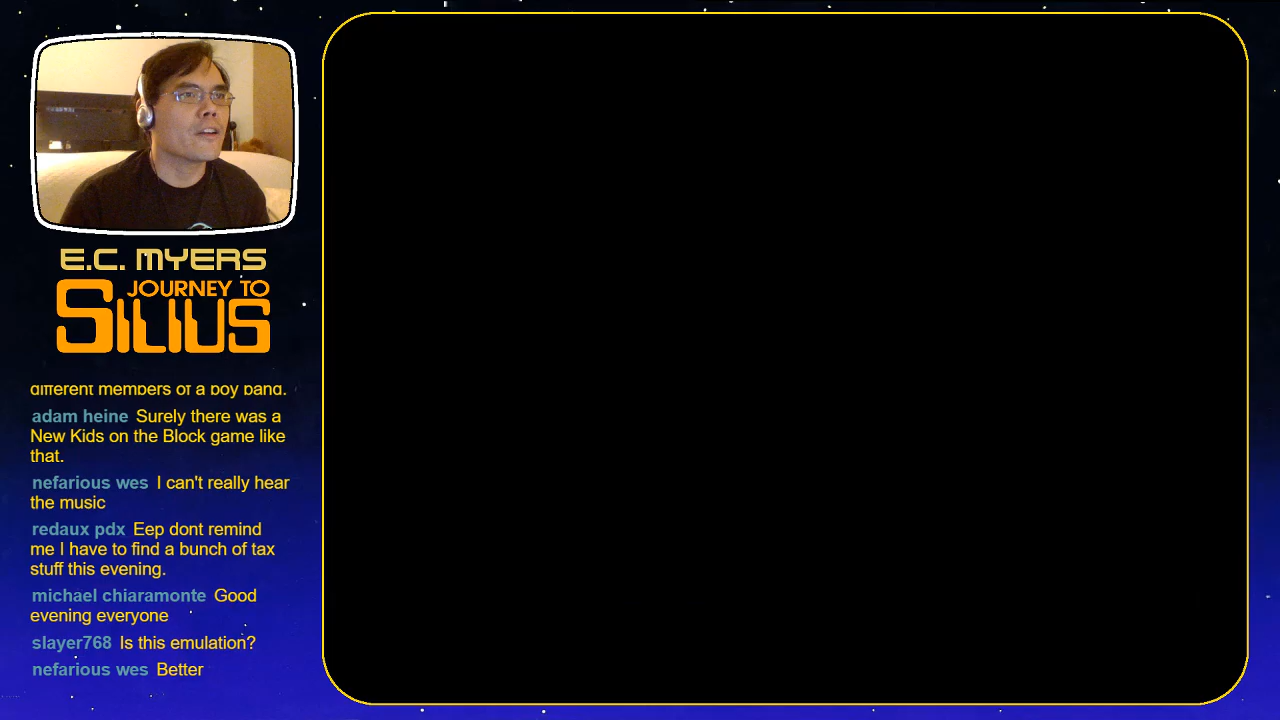 E.C. MYERS
JOURNEY TO
SILIUS
different members of a boy band.
adam heine Surely there was a
New Kids on the Block game like
that.
nefarious wes I can't really hear
the music
redaux pdx Eep dont remind
me I have to find a bunch of tax
stuff this evening.
michael chiaramonte Good
evening everyone
slayer768 Is this emulation?
nefarious wes Better